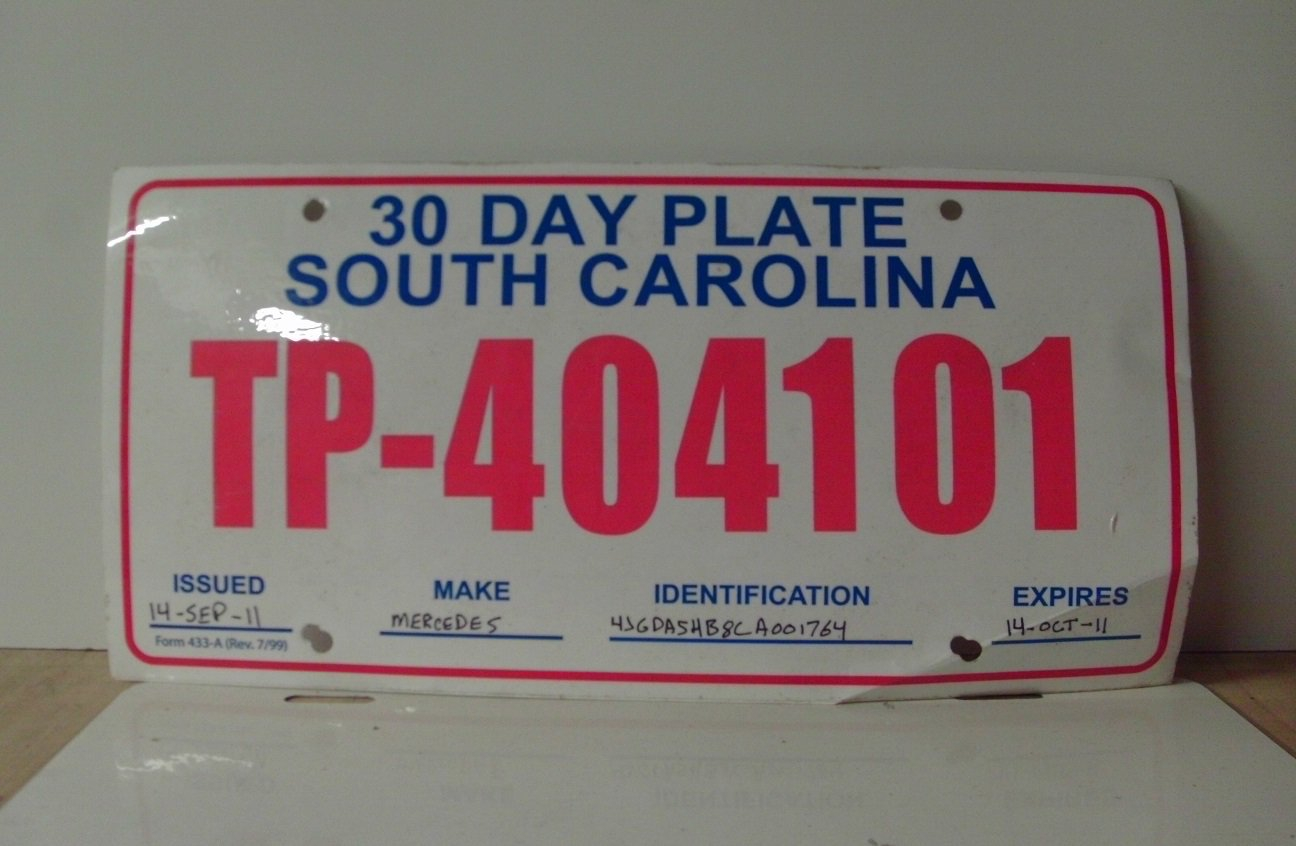 30 DAY PLATE
SOUTH CAROLINA
TP-404101
ISSUED MAKE IDENTIFICATION EXPIRES
14-SEP-11 MERCEDES 4JGDA5HB8CA001764 14-OCT-11
Form 433-A (Rev. 7/99)